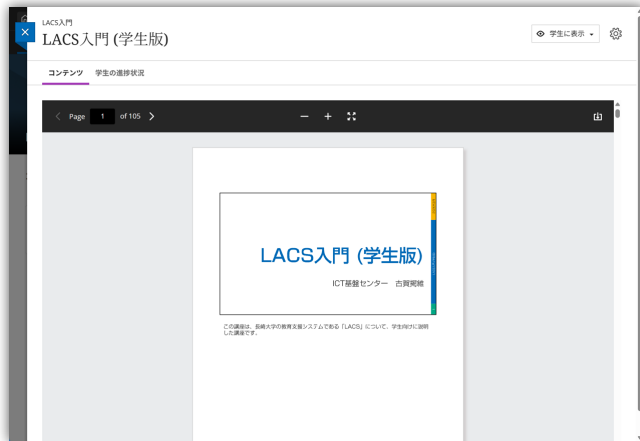 LACS入門
LACS入門 (学生版)
学生に表示
コンテンツ 学生の進捗状況
Page 1 of 105
LACS入門 (学生版)
ICT基盤センター 古賀掲維
この講座は、長崎大学の教育支援システムである「LACS」について、学生向けに説明
した講座です。